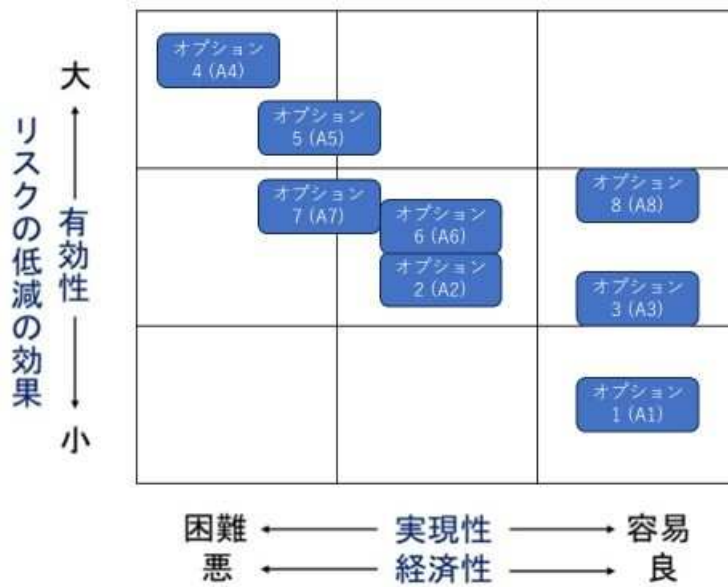 オプション
4 (A4)
大
オプション
5 (A5)
リスクの低減の効果
有効性
オプション
7 (A7)
オプション
8 (A8)
オプション
6 (A6)
オプション
2 (A2)
オプション
3 (A3)
オプション
1 (A1)
小
困難 実現性 容易
悪 経済性 良